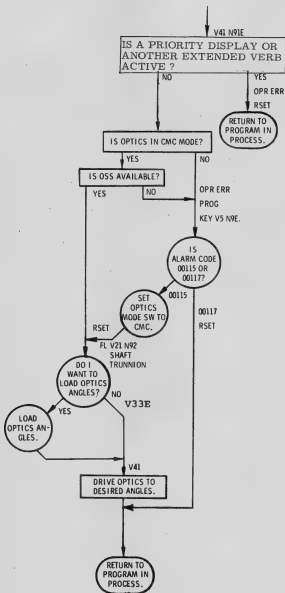 V41 N91E
IS A PRIORITY DISPLAY OR
ANOTHER EXTENDED VERB
ACTIVE ?
NO
YES
OPR ERR
RSET
RETURN TO
PROGRAM IN
PROCESS.
IS OPTICS IN CMC MODE?
YES
NO
IS OSS AVAILABLE?
YES
NO
OPR ERR
PROG
KEY V5 N9E.
IS
ALARM CODE
00115 OR
00117?
00115
00117
RSET
SET
OPTICS
MODE SW TO
CMC.
RSET
FL V21 N92
SHAFT
TRUNNION
DO I
WANT TO
LOAD OPTICS
ANGLES?
YES
NO
V33E
LOAD
OPTICS AN-
GLES.
V41
DRIVE OPTICS TO
DESIRED ANGLES.
RETURN TO
PROGRAM IN
PROCESS.